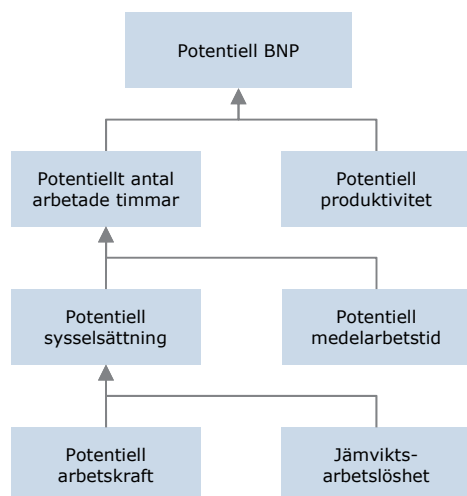 Potentiell BNP
Potentiellt antal
arbetade timmar
Potentiell
produktivitet
Potentiell
sysselsättning
Potentiell
medelarbetstid
Potentiell
arbetskraft
Jämvikts-
arbetslöshet